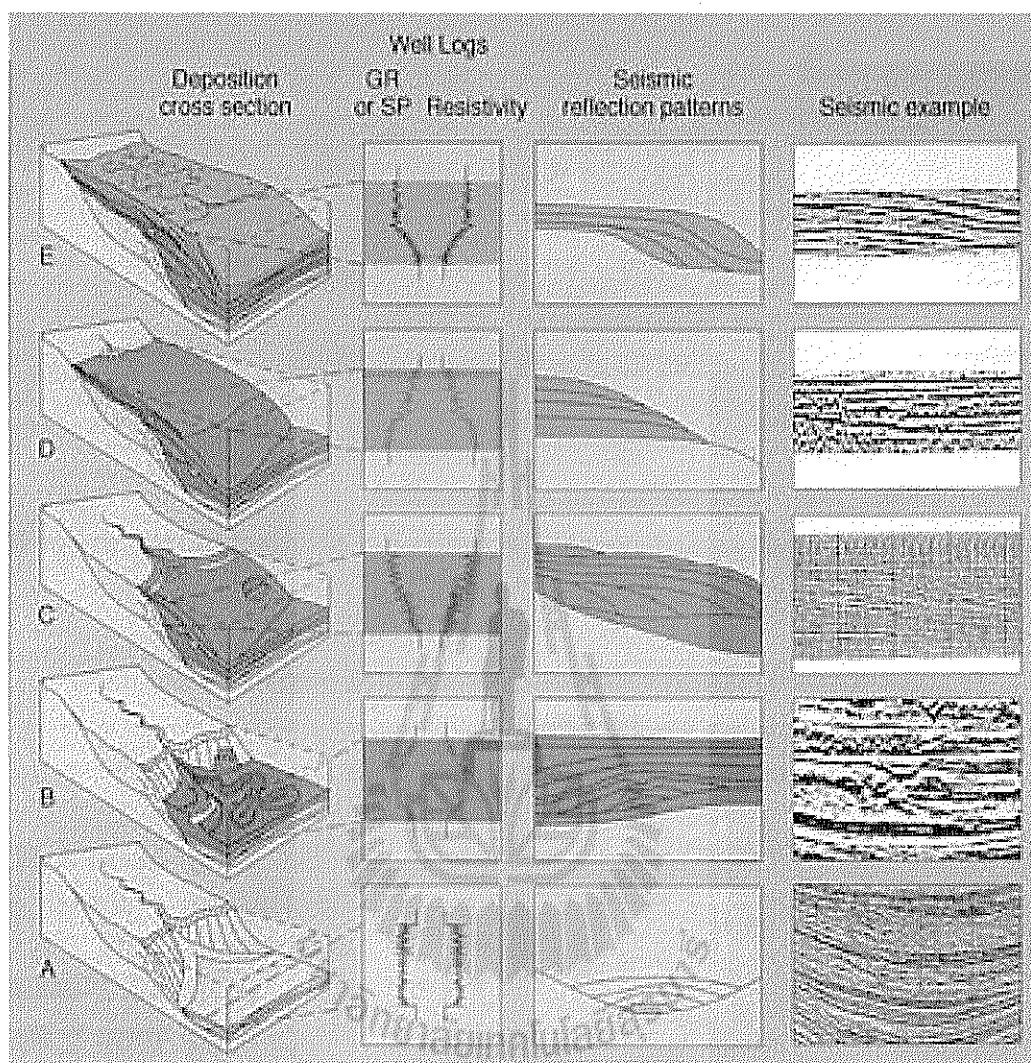 Well Logs
Deposition
cross section
GR
or SP Resistivity
Seismic
reflection patterns
Seismic example
E
D
C
B
A